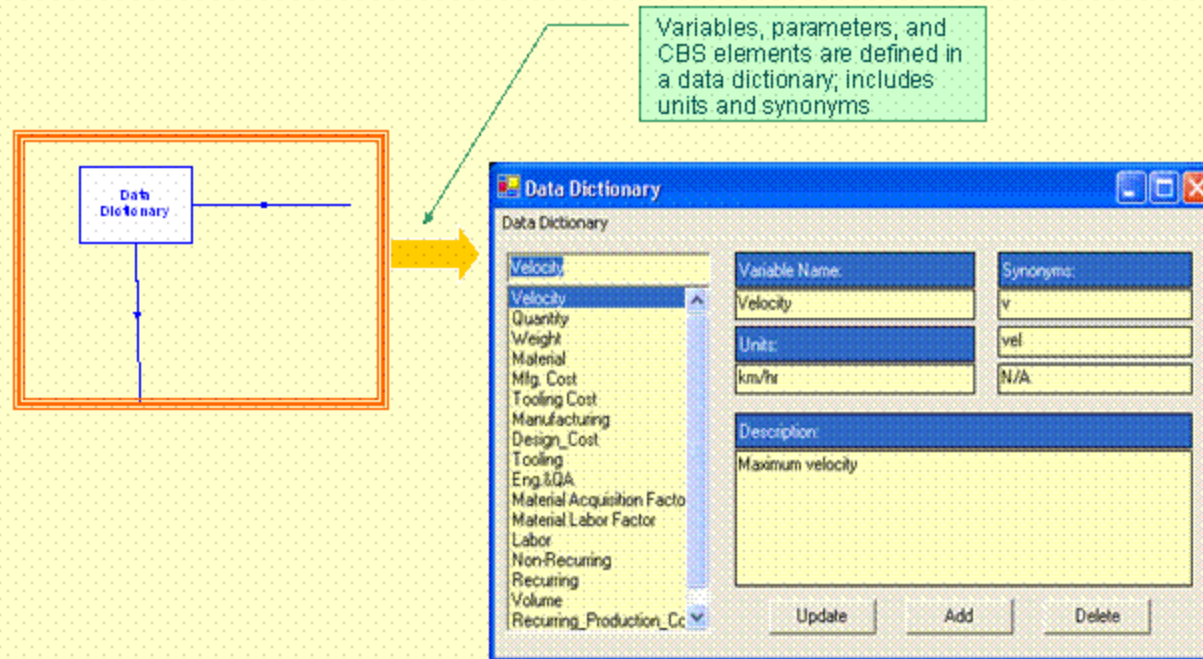 Variables, parameters, and
CBS elements are defined in
a data dictionary; includes
units and synonyms
Data
Dictionary
Data Dictionary
Data Dictionary
Velocity
Velocity
Quantity
Weight
Material
Mfg. Cost
Tooling Cost
Manufacturing
Design_Cost
Tooling
Eng.&QA
Material Acquisition Facto
Material Labor Factor
Labor
Non-Recurring
Recurring
Volume
Recurring_Production_Cc
Variable Name:
Velocity
Units:
km/hr
Synonyms:
v
vel
N/A
Description:
Maximum velocity
Update
Add
Delete